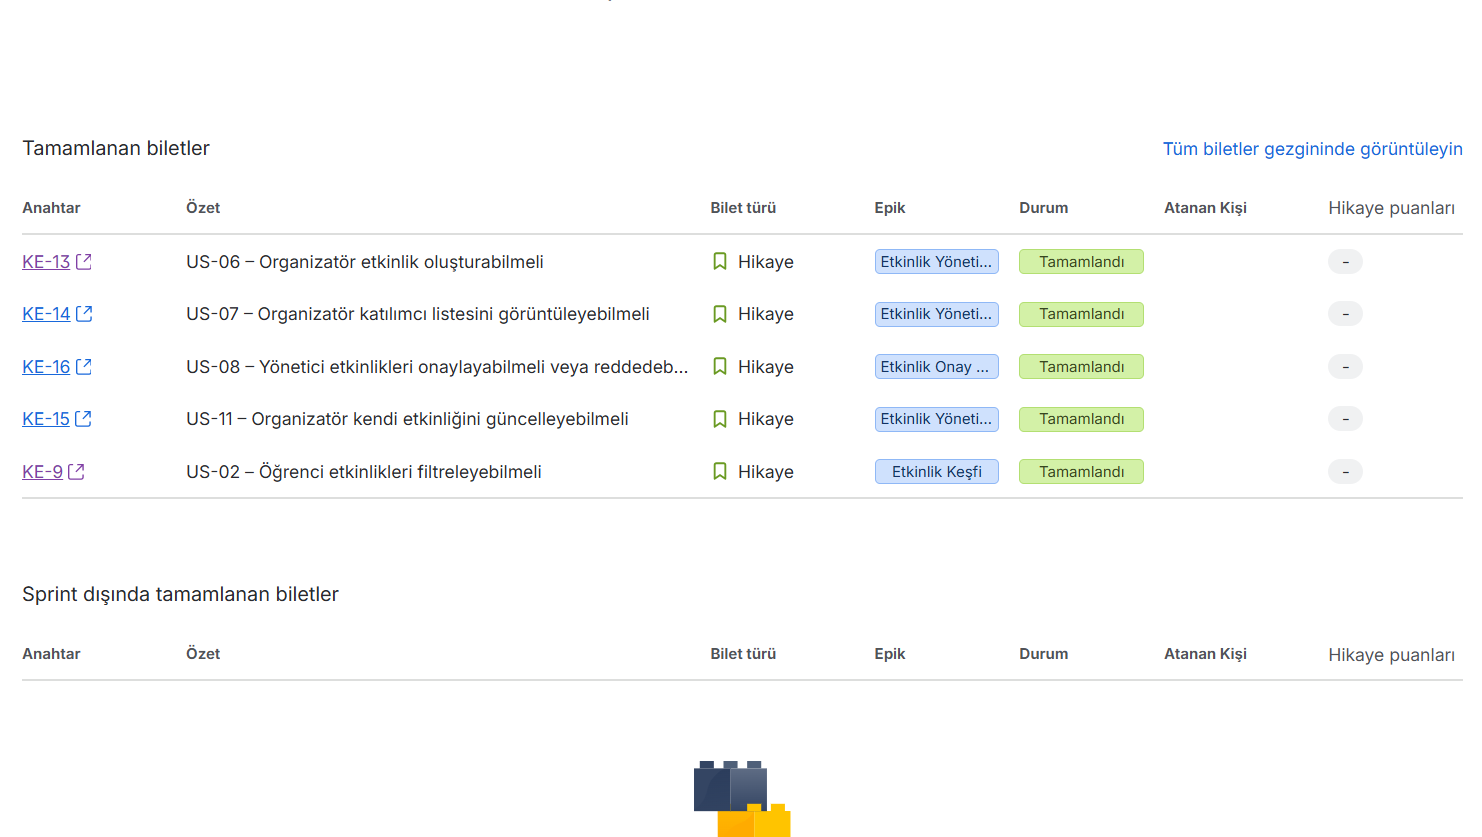 Tamamlanan biletler
Tüm biletler gezgininde görüntüleyin
Anahtar Özet Bilet türü Epik Durum Atanan Kişi Hikaye puanları
KE-13 US-06 – Organizatör etkinlik oluşturabilmeli Hikaye Etkinlik Yöneti... Tamamlandı -
KE-14 US-07 – Organizatör katılımcı listesini görüntüleyebilmeli Hikaye Etkinlik Yöneti... Tamamlandı -
KE-16 US-08 – Yönetici etkinlikleri onaylayabilmeli veya reddedeb... Hikaye Etkinlik Onay ... Tamamlandı -
KE-15 US-11 – Organizatör kendi etkinliğini güncelleyebilmeli Hikaye Etkinlik Yöneti... Tamamlandı -
KE-9 US-02 – Öğrenci etkinlikleri filtreleyebilmeli Hikaye Etkinlik Keşfi Tamamlandı -
Sprint dışında tamamlanan biletler
Anahtar Özet Bilet türü Epik Durum Atanan Kişi Hikaye puanları